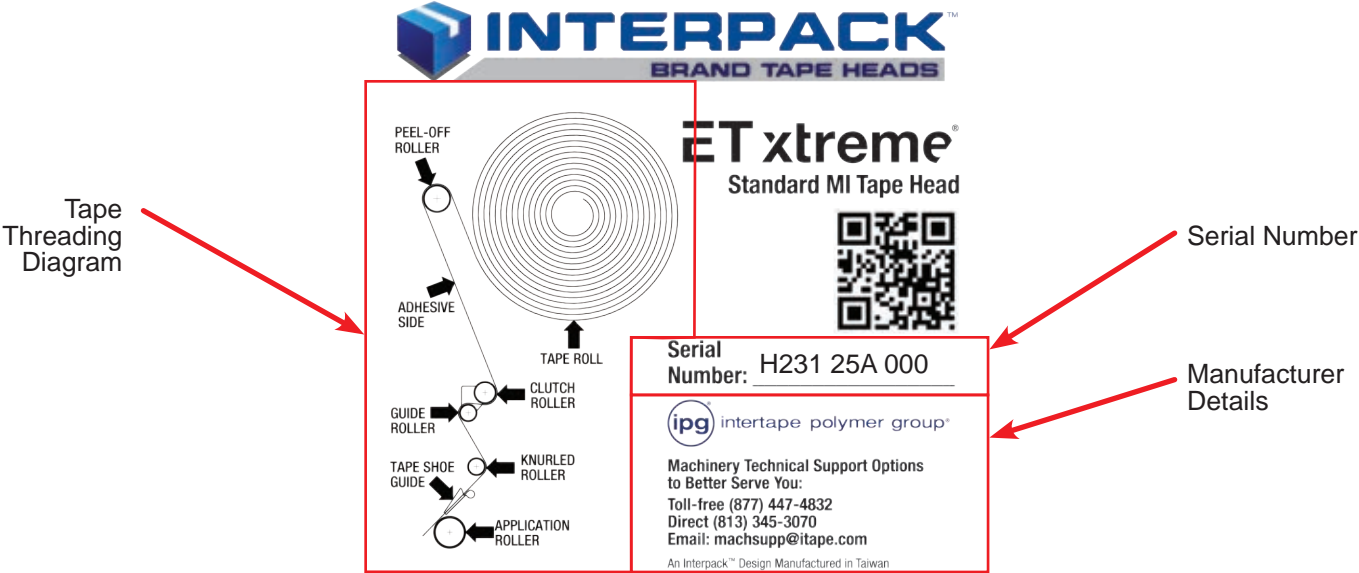 INTERPACK™
BRAND TAPE HEADS
Tape
Threading
Diagram
PEEL-OFF
ROLLER
ADHESIVE
SIDE
TAPE ROLL
CLUTCH
ROLLER
GUIDE
ROLLER
KNURLED
ROLLER
TAPE SHOE
GUIDE
APPLICATION
ROLLER
ET xtreme®
Standard MI Tape Head
Serial
Number: H231 25A 000
Serial Number
ipg® intertape polymer group®
Machinery Technical Support Options
to Better Serve You:
Toll-free (877) 447-4832
Direct (813) 345-3070
Email: machsupp@itape.com
An Interpack™ Design Manufactured in Taiwan
Manufacturer
Details